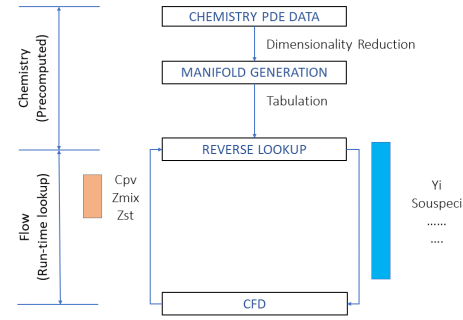 CHEMISTRY PDE DATA
Dimensionality Reduction
MANIFOLD GENERATION
Tabulation
REVERSE LOOKUP
CFD
Chemistry
(Precomputed)
Flow
(Run-time lookup)
Cpv
Zmix
Zst
Yi
Souspeci
......
....